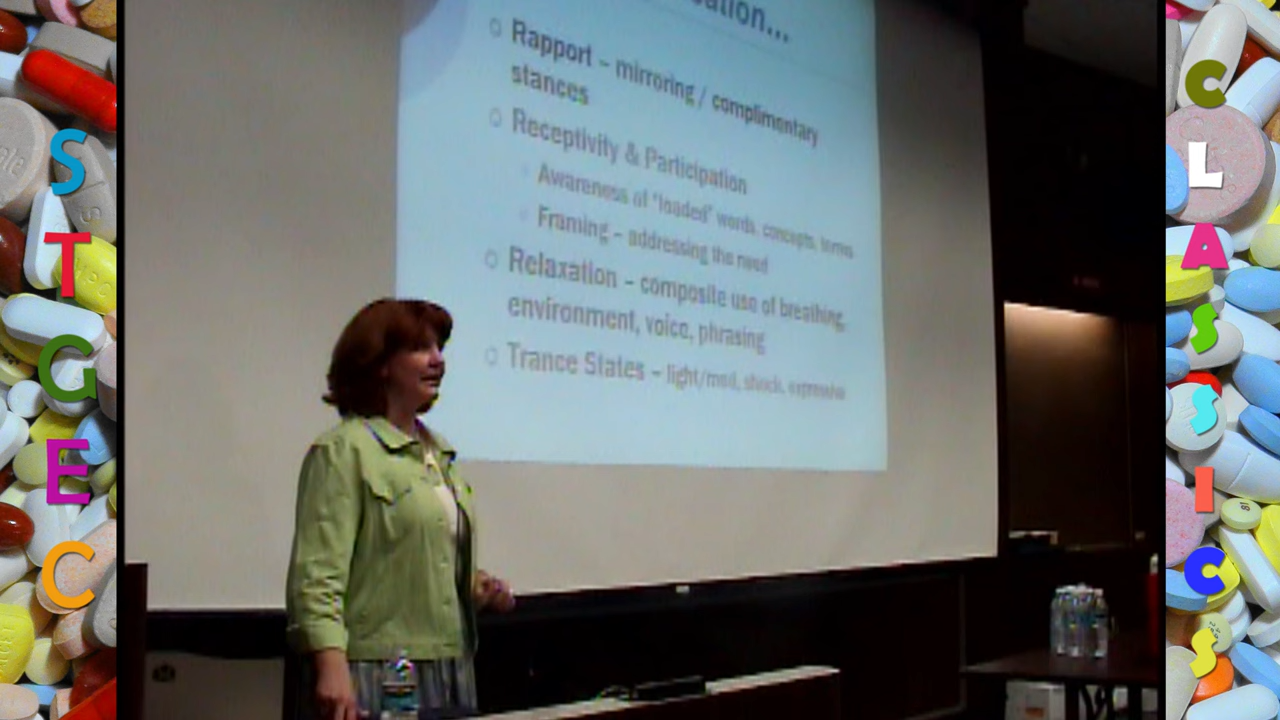 STGEC
ation...
Rapport – mirroring / complimentary
stances
Receptivity & Participation
Awareness of "loaded" words, concepts, terms
Framing – addressing the need
Relaxation – composite use of breathing,
environment, voice, phrasing
Trance States – light/med, shock, expressive
CLASSICS